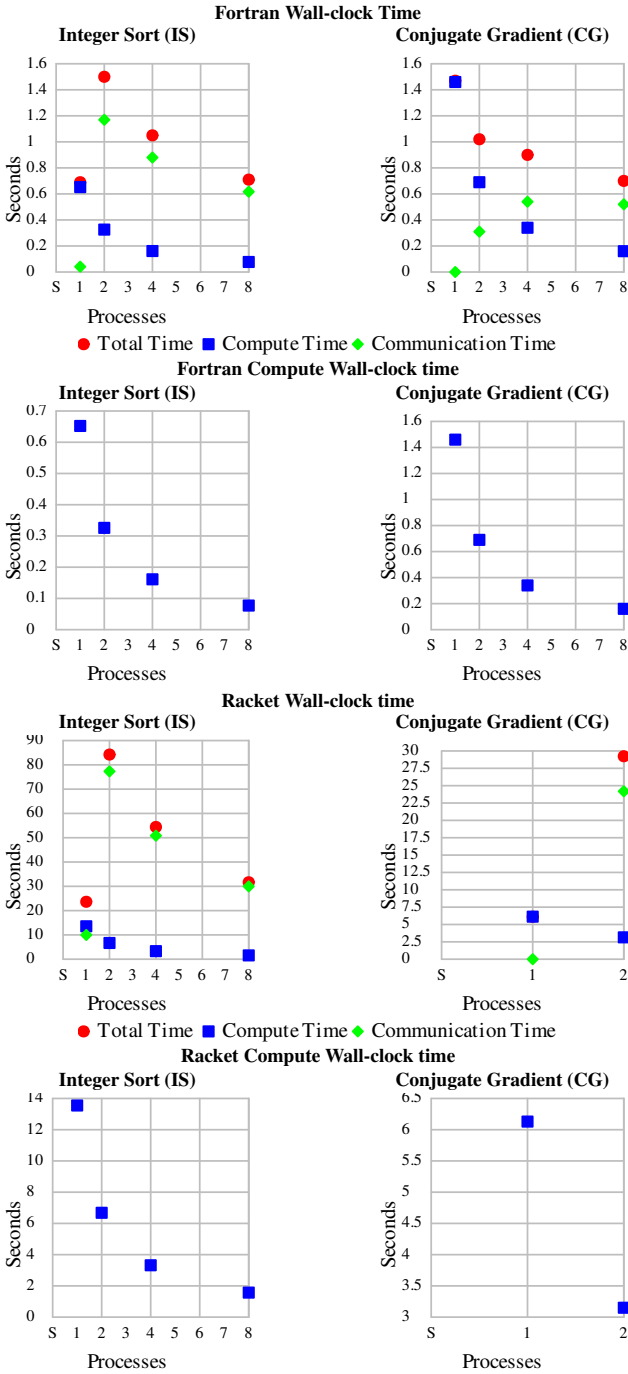 Fortran Wall-clock Time
Integer Sort (IS)
1.6
1.4
1.2
1
0.8
0.6
0.4
0.2
0
Seconds
S 1 2 3 4 5 6 7 8
Processes
Conjugate Gradient (CG)
1.6
1.4
1.2
1
0.8
0.6
0.4
0.2
0
Seconds
S 1 2 3 4 5 6 7 8
Processes
Total Time Compute Time Communication Time
Fortran Compute Wall-clock time
Integer Sort (IS)
0.7
0.6
0.5
0.4
0.3
0.2
0.1
0
Seconds
S 1 2 3 4 5 6 7 8
Processes
Conjugate Gradient (CG)
1.6
1.4
1.2
1
0.8
0.6
0.4
0.2
0
Seconds
S 1 2 3 4 5 6 7 8
Processes
Racket Wall-clock time
Integer Sort (IS)
90
80
70
60
50
40
30
20
10
0
Seconds
S 1 2 3 4 5 6 7 8
Processes
Conjugate Gradient (CG)
30
27.5
25
22.5
20
17.5
15
12.5
10
7.5
5
2.5
0
Seconds
S 1 2
Processes
Total Time Compute Time Communication Time
Racket Compute Wall-clock time
Integer Sort (IS)
14
12
10
8
6
4
2
0
Seconds
S 1 2 3 4 5 6 7 8
Processes
Conjugate Gradient (CG)
6.5
6
5.5
5
4.5
4
3.5
3
Seconds
S 1 2
Processes